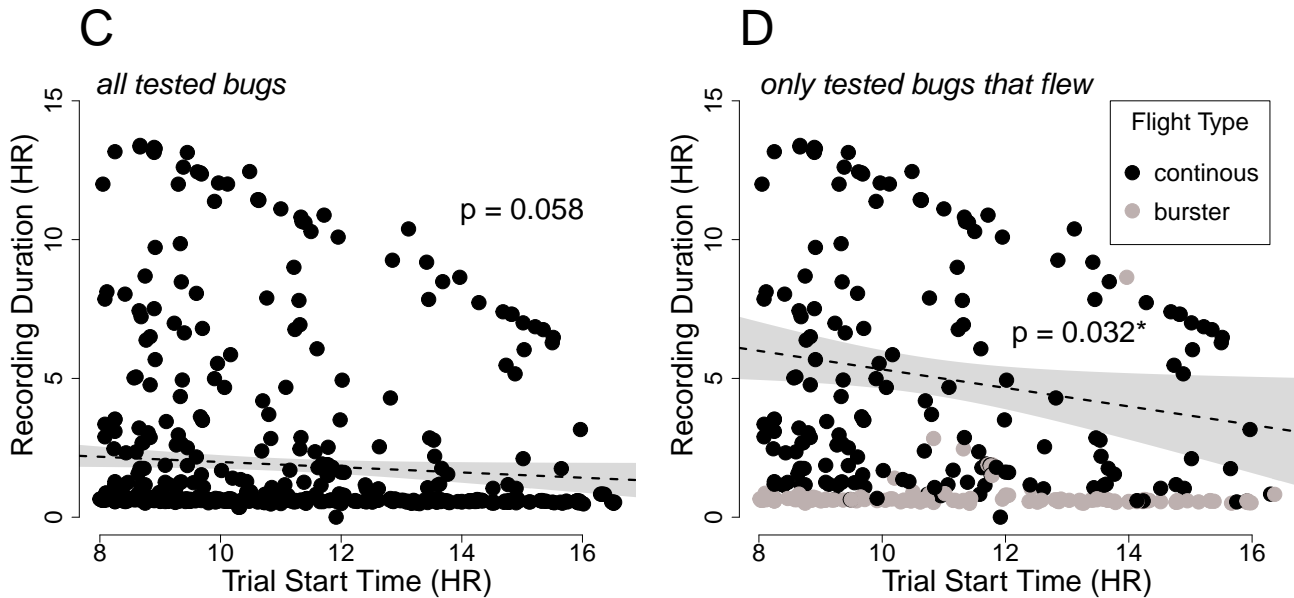 C
all tested bugs
15
10
5
0
Recording Duration (HR)
p = 0.058
8
10
12
14
16
Trial Start Time (HR)
D
only tested bugs that flew
15
10
5
0
Recording Duration (HR)
Flight Type
continous
burster
p = 0.032*
8
10
12
14
16
Trial Start Time (HR)